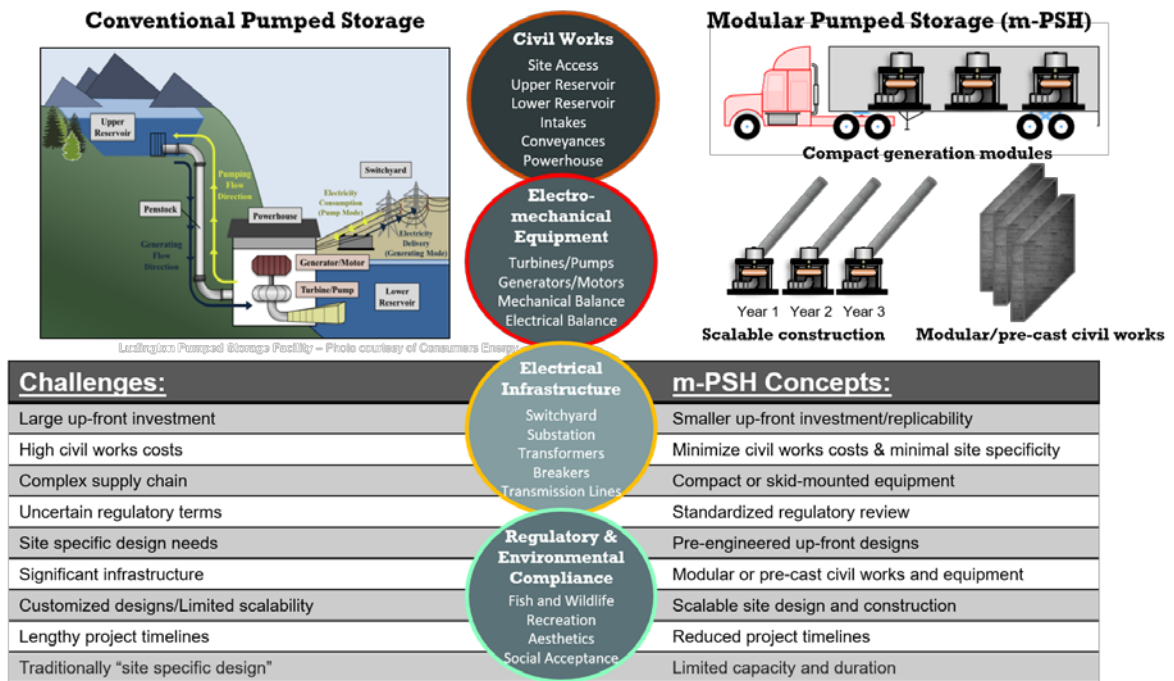 Conventional Pumped Storage
Upper
Reservoir
Pumping
Flow
Direction
Penstock
Generating
Flow
Direction
Powerhouse
Generator/Motor
Turbine/Pump
Electricity
Consumption
(Pump Mode)
Switchyard
Electricity
Delivery
(Generating Mode)
Lower
Reservoir
Ludington Pumped Storage Facility – Photo courtesy of Consumers Energy
Civil Works
Site Access
Upper Reservoir
Lower Reservoir
Intakes
Conveyances
Powerhouse
Electro-
mechanical
Equipment
Turbines/Pumps
Generators/Motors
Mechanical Balance
Electrical Balance
Electrical
Infrastructure
Switchyard
Substation
Transformers
Breakers
Transmission Lines
Regulatory &
Environmental
Compliance
Fish and Wildlife
Recreation
Aesthetics
Social Acceptance
Modular Pumped Storage (m-PSH)
Compact generation modules
Year 1 Year 2 Year 3
Scalable construction
Modular/pre-cast civil works
Challenges:
Large up-front investment
High civil works costs
Complex supply chain
Uncertain regulatory terms
Site specific design needs
Significant infrastructure
Customized designs/Limited scalability
Lengthy project timelines
Traditionally “site specific design”
m-PSH Concepts:
Smaller up-front investment/replicability
Minimize civil works costs & minimal site specificity
Compact or skid-mounted equipment
Standardized regulatory review
Pre-engineered up-front designs
Modular or pre-cast civil works and equipment
Scalable site design and construction
Reduced project timelines
Limited capacity and duration